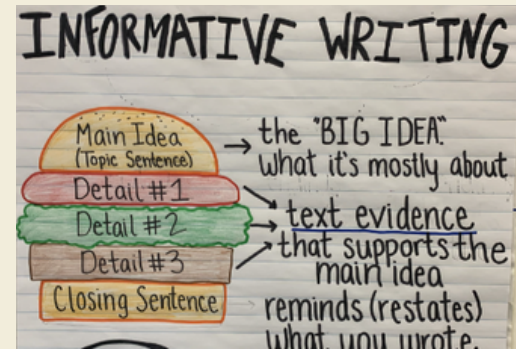 INFORMATIVE WRITING
Main Idea
(Topic Sentence)
the "BIG IDEA".
what it's mostly about
Detail #1
Detail #2
Detail #3
text evidence
that supports the
main idea
Closing Sentence
reminds (restates)
what you wrote.